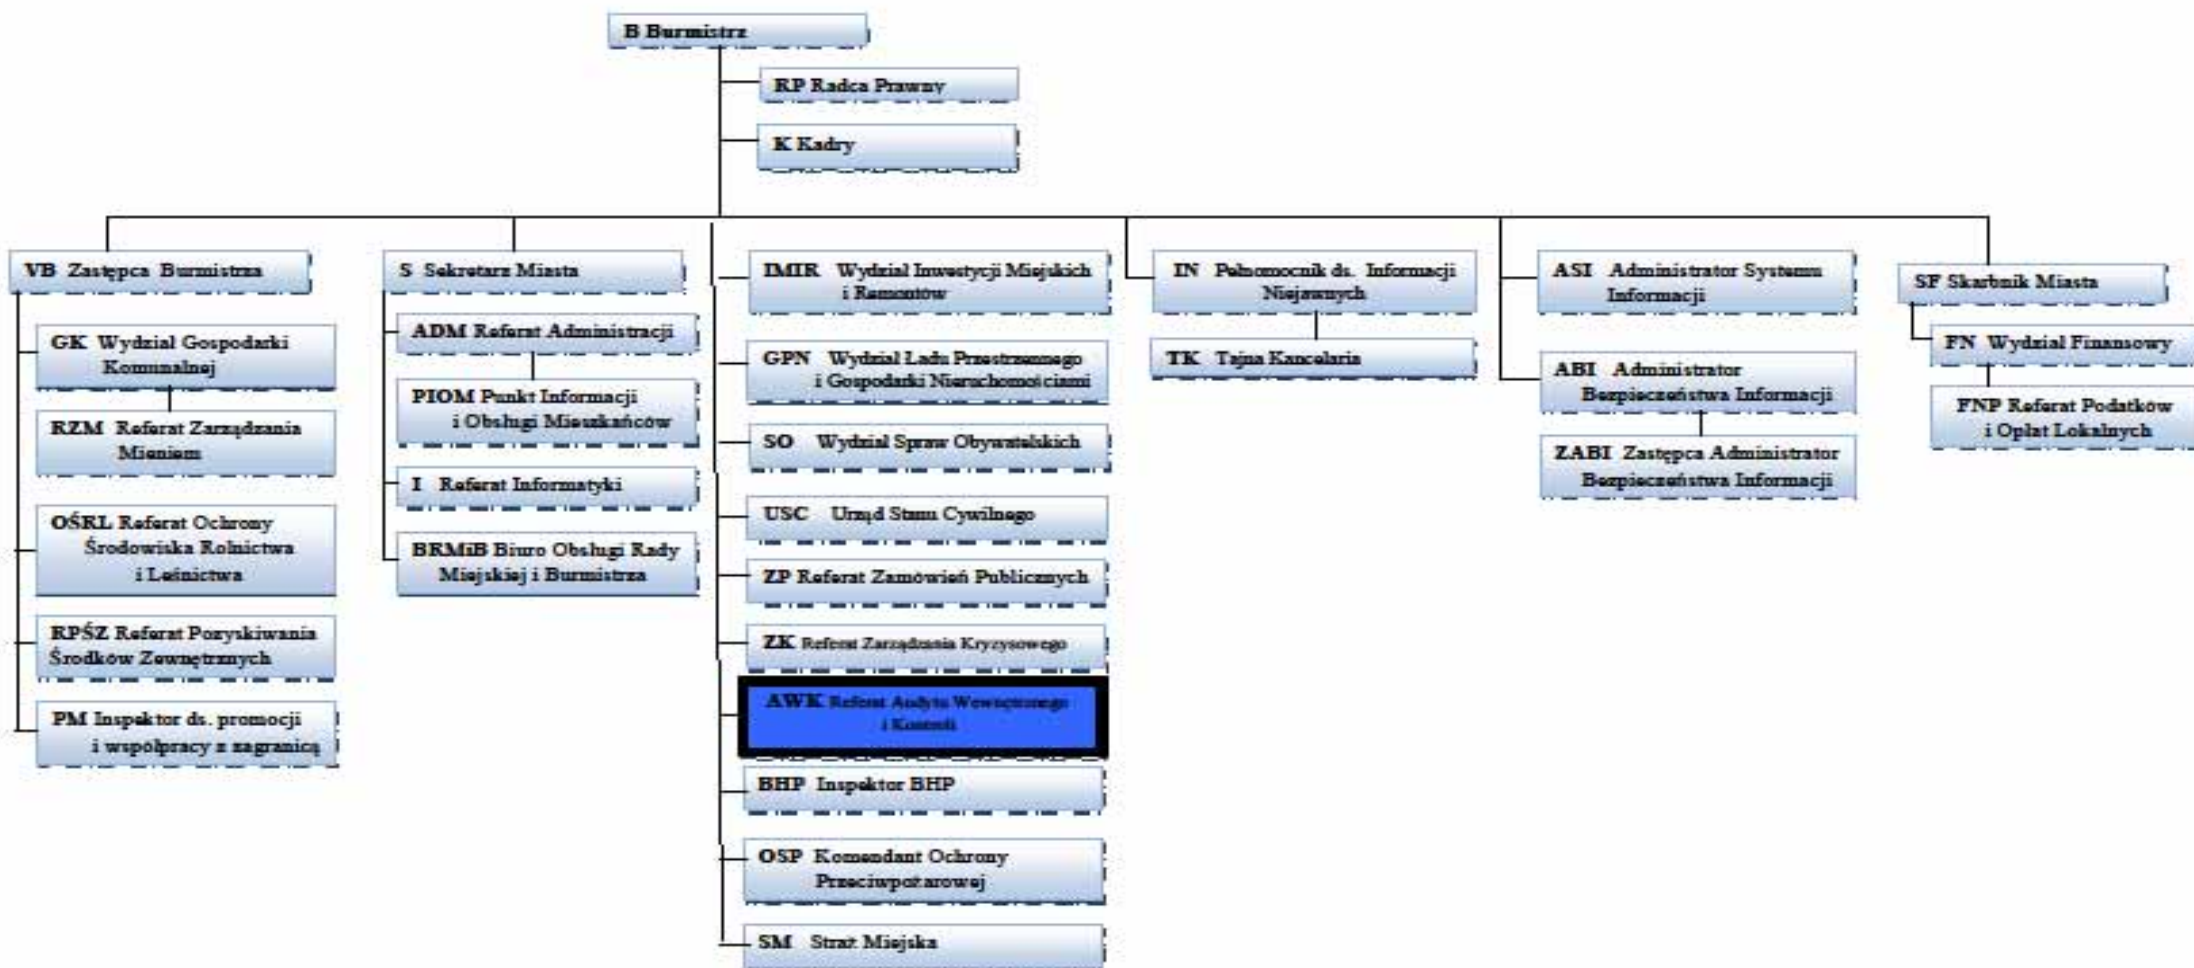 B Burmistrz
RP Radca Prawny
K Kadry
VB Zastępca Burmistrza
GK Wydział Gospodarki
Komunalnej
RZM Referat Zarządzania
Mieniem
OŚRL Referat Ochrony
Środowiska Rolnictwa
i Leśnictwa
RPŚZ Referat Pozyskiwania
Środków Zewnętrznych
PM Inspektor ds. promocji
i współpracy z zagranicą
S Sekretarz Miasta
ADM Referat Administracji
PIOM Punkt Informacji
i Obsługi Mieszkańców
I Referat Informatyki
BRMiB Biuro Obsługi Rady
Miejskiej i Burmistrza
IMIR Wydział Inwestycji Miejskich
i Remontów
GPN Wydział Ładu Przestrzennego
i Gospodarki Nieruchomościami
SO Wydział Spraw Obywatelskich
USC Urząd Stanu Cywilnego
ZP Referat Zamówień Publicznych
ZK Referat Zarządzania Kryzysowego
AWK Referat Audytu Wewnętrznego
i Kontroli
BHP Inspektor BHP
OSP Komendant Ochrony
Przeciwpożarowej
SM Straż Miejska
IN Pełnomocnik ds. Informacji
Niejawnych
TK Tajna Kancelaria
ASI Administrator Systemu
Informacji
ABI Administrator
Bezpieczeństwa Informacji
ZABI Zastępca Administrator
Bezpieczeństwa Informacji
SF Skarbnik Miasta
FN Wydział Finansowy
FNP Referat Podatków
i Opłat Lokalnych